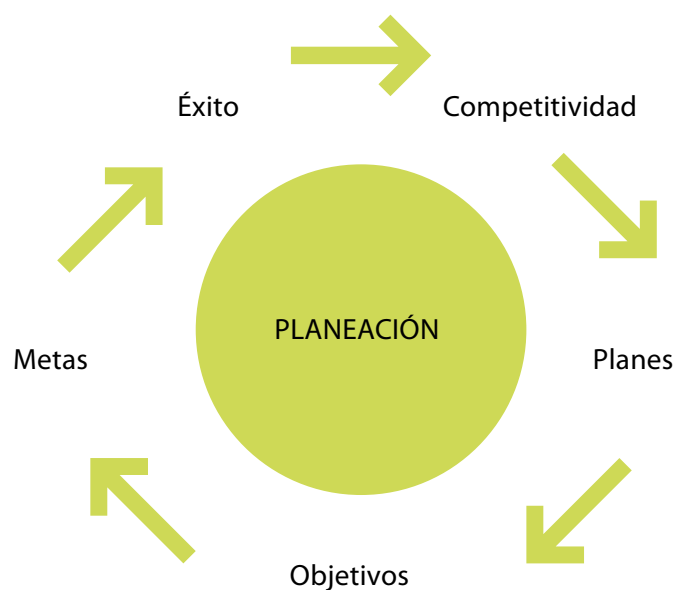 Éxito
Competitividad
PLANEACIÓN
Metas
Planes
Objetivos